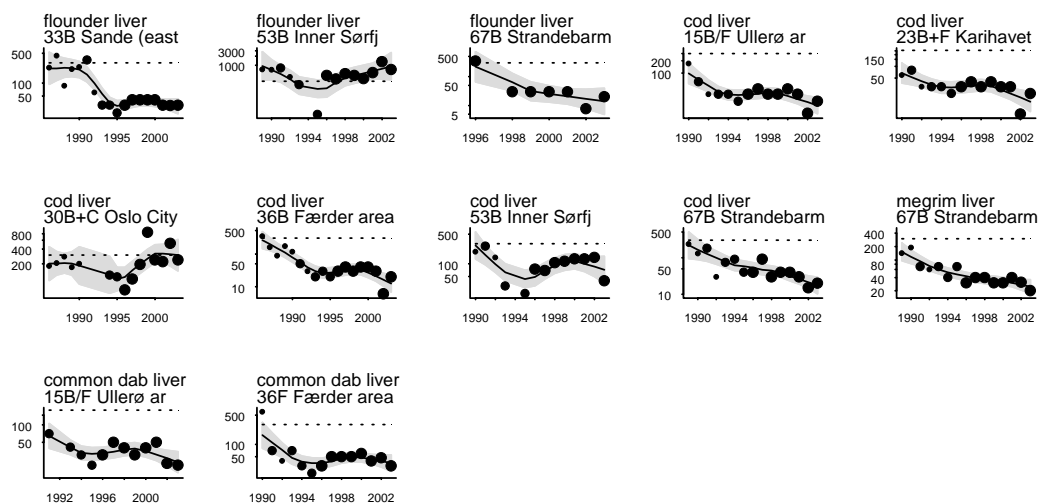 flounder liver
33B Sande (east
500
100
50
1990 1995 2000
flounder liver
53B Inner Sørfj
3000
1000
1990 1994 1998 2002
flounder liver
67B Strandebarm
500
50
5
1996 1998 2000 2002
cod liver
15B/F Ullerø ar
200
100
1990 1994 1998 2002
cod liver
23B+F Karihavet
150
50
1990 1994 1998 2002
cod liver
30B+C Oslo City
800
400
200
1990 1995 2000
cod liver
36B Færder area
500
50
10
1990 1995 2000
cod liver
53B Inner Sørfj
500
50
1990 1994 1998 2002
cod liver
67B Strandebarm
500
50
10
1990 1994 1998 2002
megrim liver
67B Strandebarm
400
200
80
40
20
1990 1994 1998 2002
common dab liver
15B/F Ullerø ar
100
50
1992 1996 2000
common dab liver
36F Færder area
500
100
50
1990 1994 1998 2002